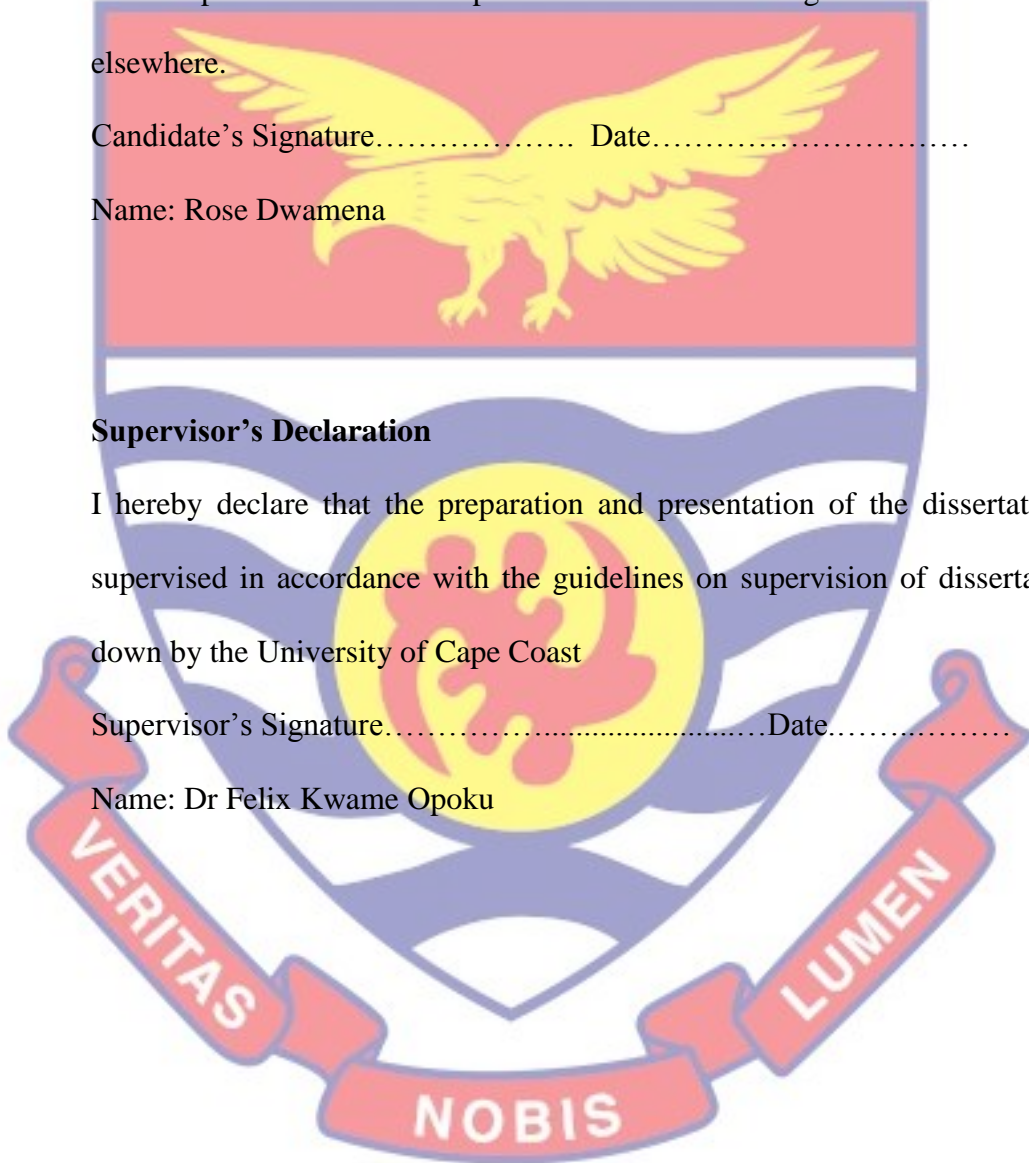 elsewhere.
Candidate’s Signature………………. Date…………………………
Name: Rose Dwamena
Supervisor’s Declaration
I hereby declare that the preparation and presentation of the
supervised in accordance with the guidelines on supervision of
down by the University of Cape Coast
Supervisor’s Signature……………........................…Date.……..………
Name: Dr Felix Kwame Opoku
VERITAS
NOBIS
LUMEN